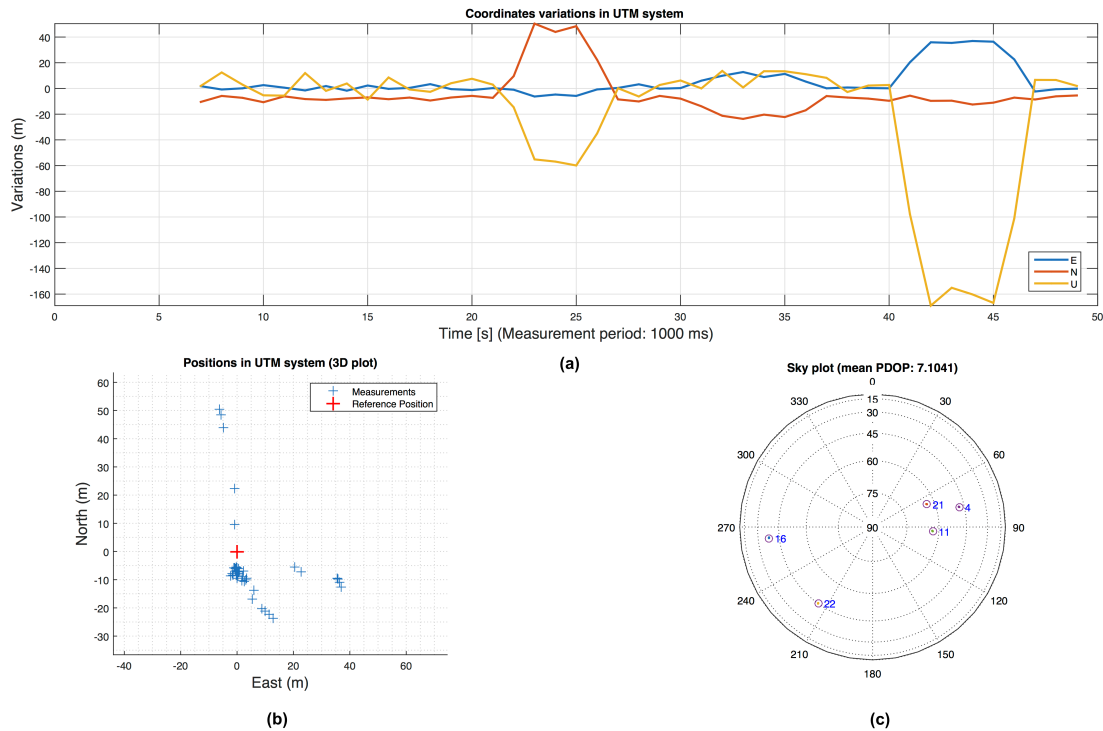 Coordinates variations in UTM system
Variations (m)
40
20
0
-20
-40
-60
-80
-100
-120
-140
-160
E
N
U
0 5 10 15 20 25 30 35 40 45 50
Time [s] (Measurement period: 1000 ms)
(a)
Positions in UTM system (3D plot)
North (m)
60
50
40
30
20
10
0
-10
-20
-30
Measurements
Reference Position
-40 -20 0 20 40 60
East (m)
(b)
Sky plot (mean PDOP: 7.1041)
0
330 15 30
30
45
300 60 60
75
21 4
270 90 11 90
16
22
240 120
210 150
180
(c)